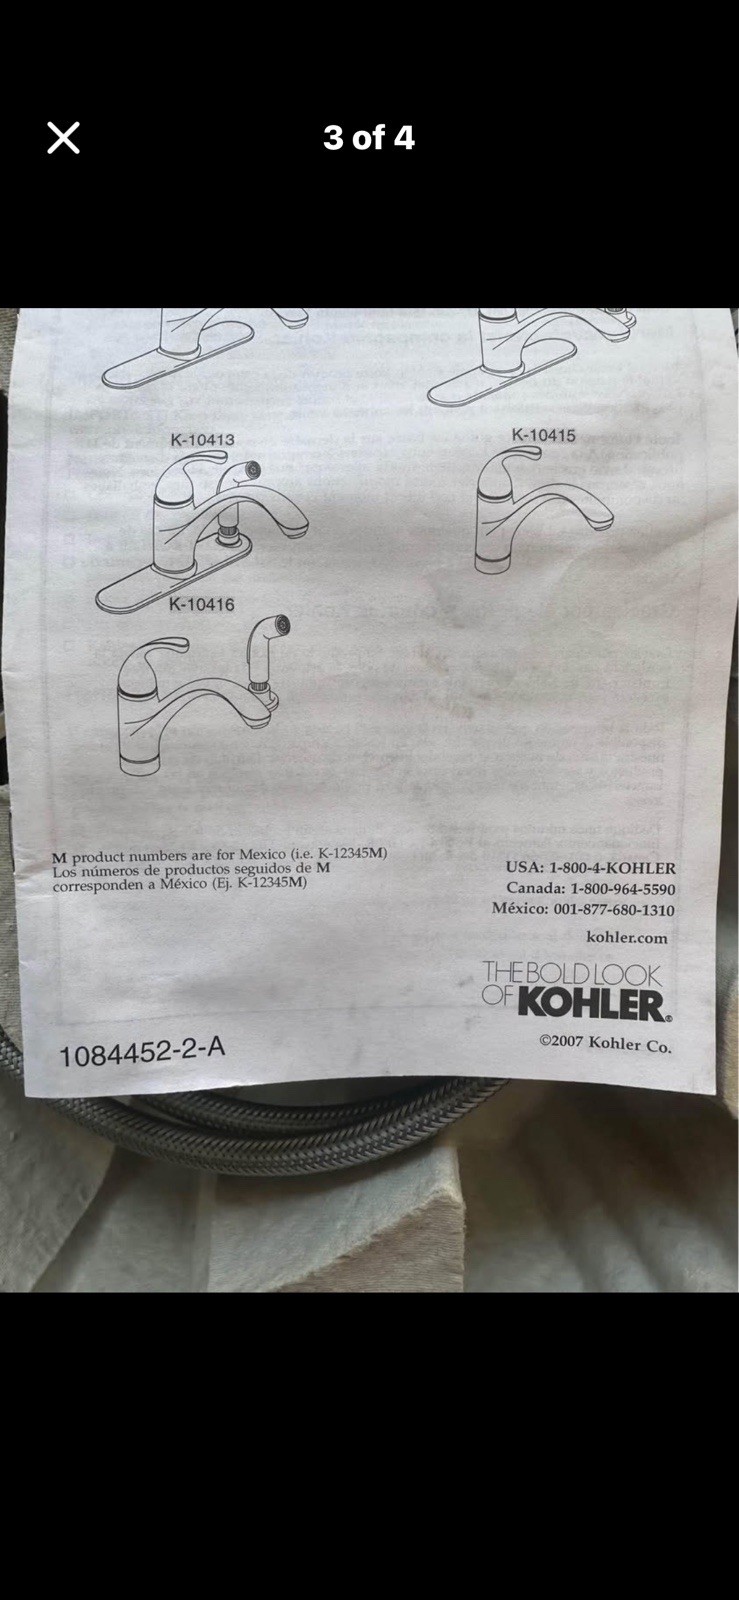 3 of 4
K-10413
K-10415
K-10416
M product numbers are for Mexico (i.e. K-12345M)
Los números de productos seguidos de M
corresponden a México (Ej. K-12345M)
USA: 1-800-4-KOHLER
Canada: 1-800-964-5590
México: 001-877-680-1310
kohler.com
THE BOLD LOOK
OF KOHLER®
©2007 Kohler Co.
1084452-2-A